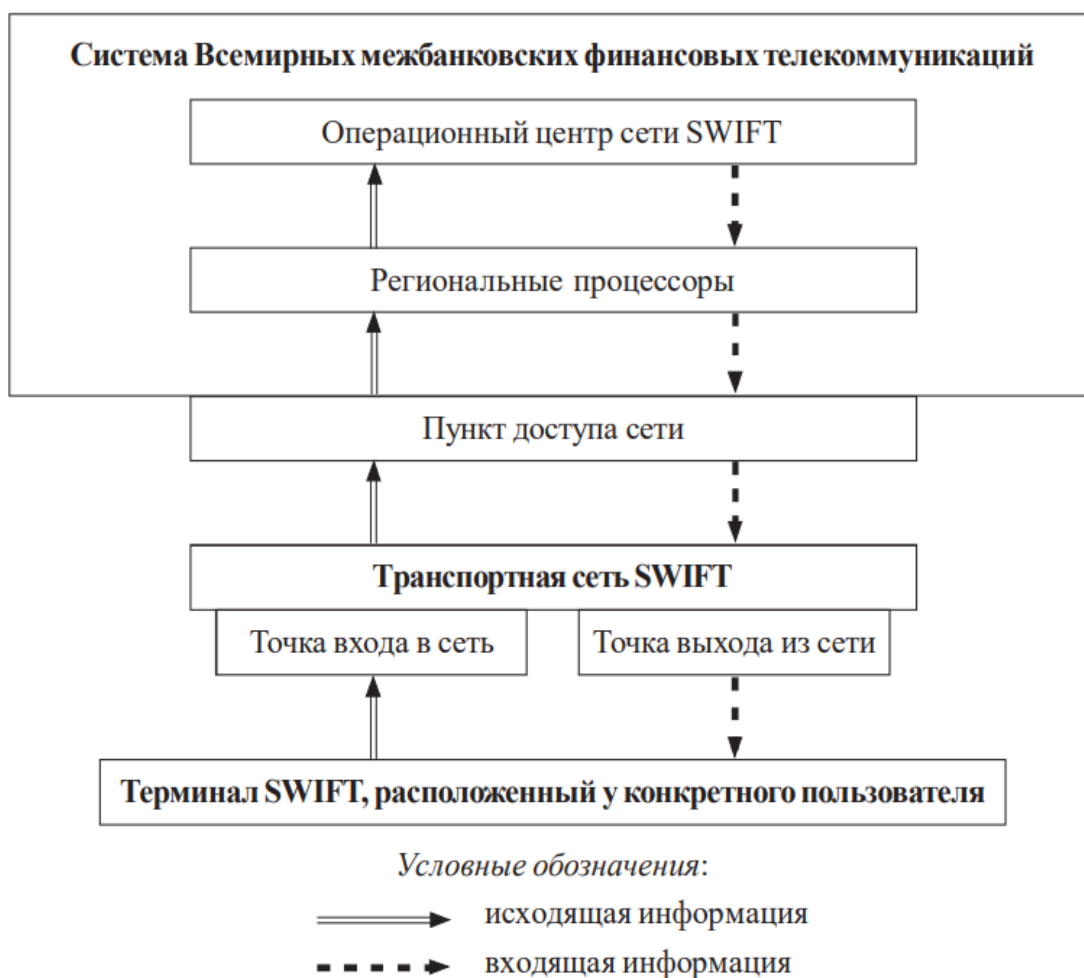 Система Всемирных межбанковских финансовых телекоммуникаций
Операционный центр сети SWIFT
Региональные процессоры
Пункт доступа сети
Транспортная сеть SWIFT
Точка входа в сеть
Точка выхода из сети
Терминал SWIFT, расположенный у конкретного пользователя
Условные обозначения:
исходящая информация
входящая информация